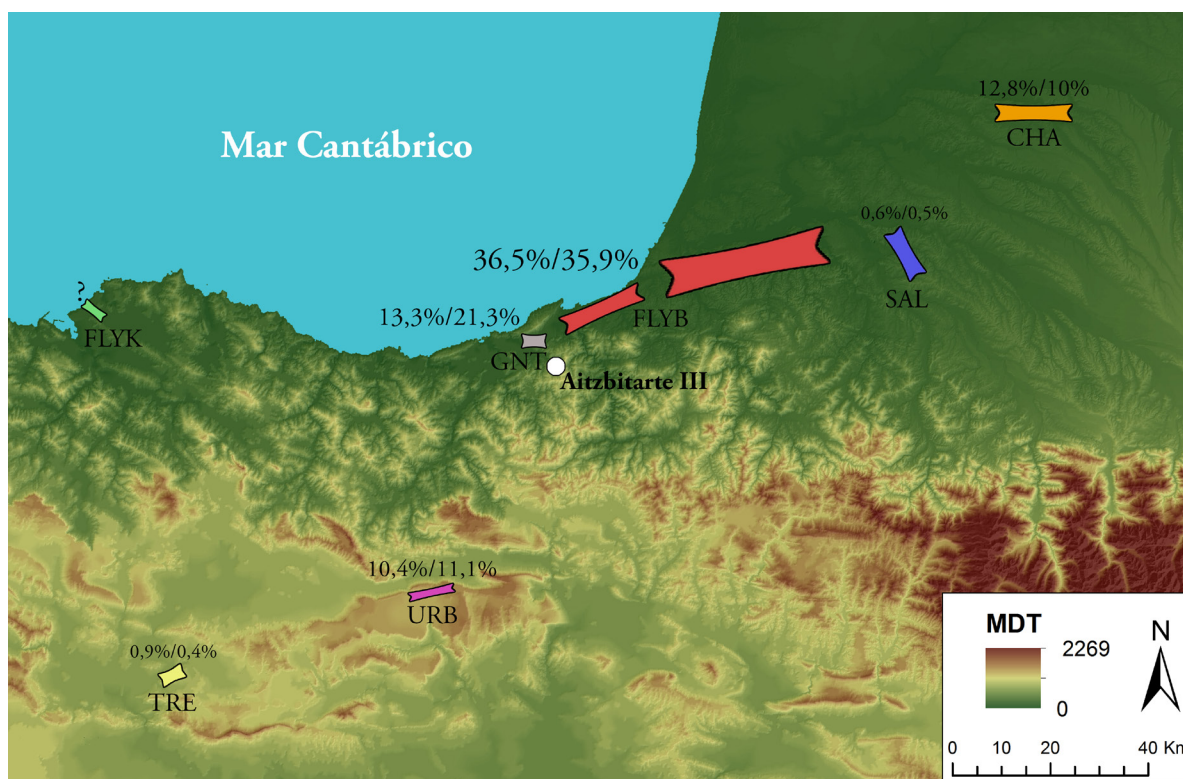 12,8%/10%
CHA
Mar Cantábrico
0,6%/0,5%
SAL
36,5%/35,9%
FLYB
?
FLYK
13,3%/21,3%
GNT
Aitzbitarte III
10,4%/11,1%
URB
0,9%/0,4%
TRE
MDT
2269
0
N
0 10 20 40 Km